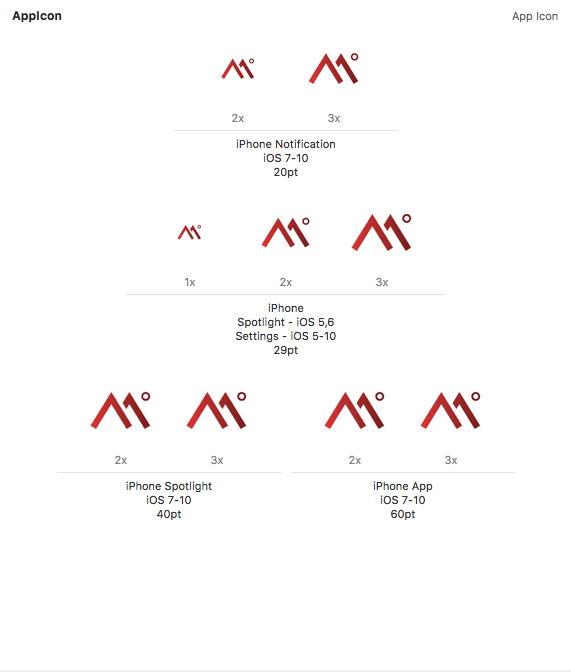 AppIcon
App Icon
2x
3x
iPhone Notification
iOS 7-10
20pt
1x
2x
3x
iPhone
Spotlight - iOS 5,6
Settings - iOS 5-10
29pt
2x
3x
2x
3x
iPhone Spotlight
iOS 7-10
40pt
iPhone App
iOS 7-10
60pt